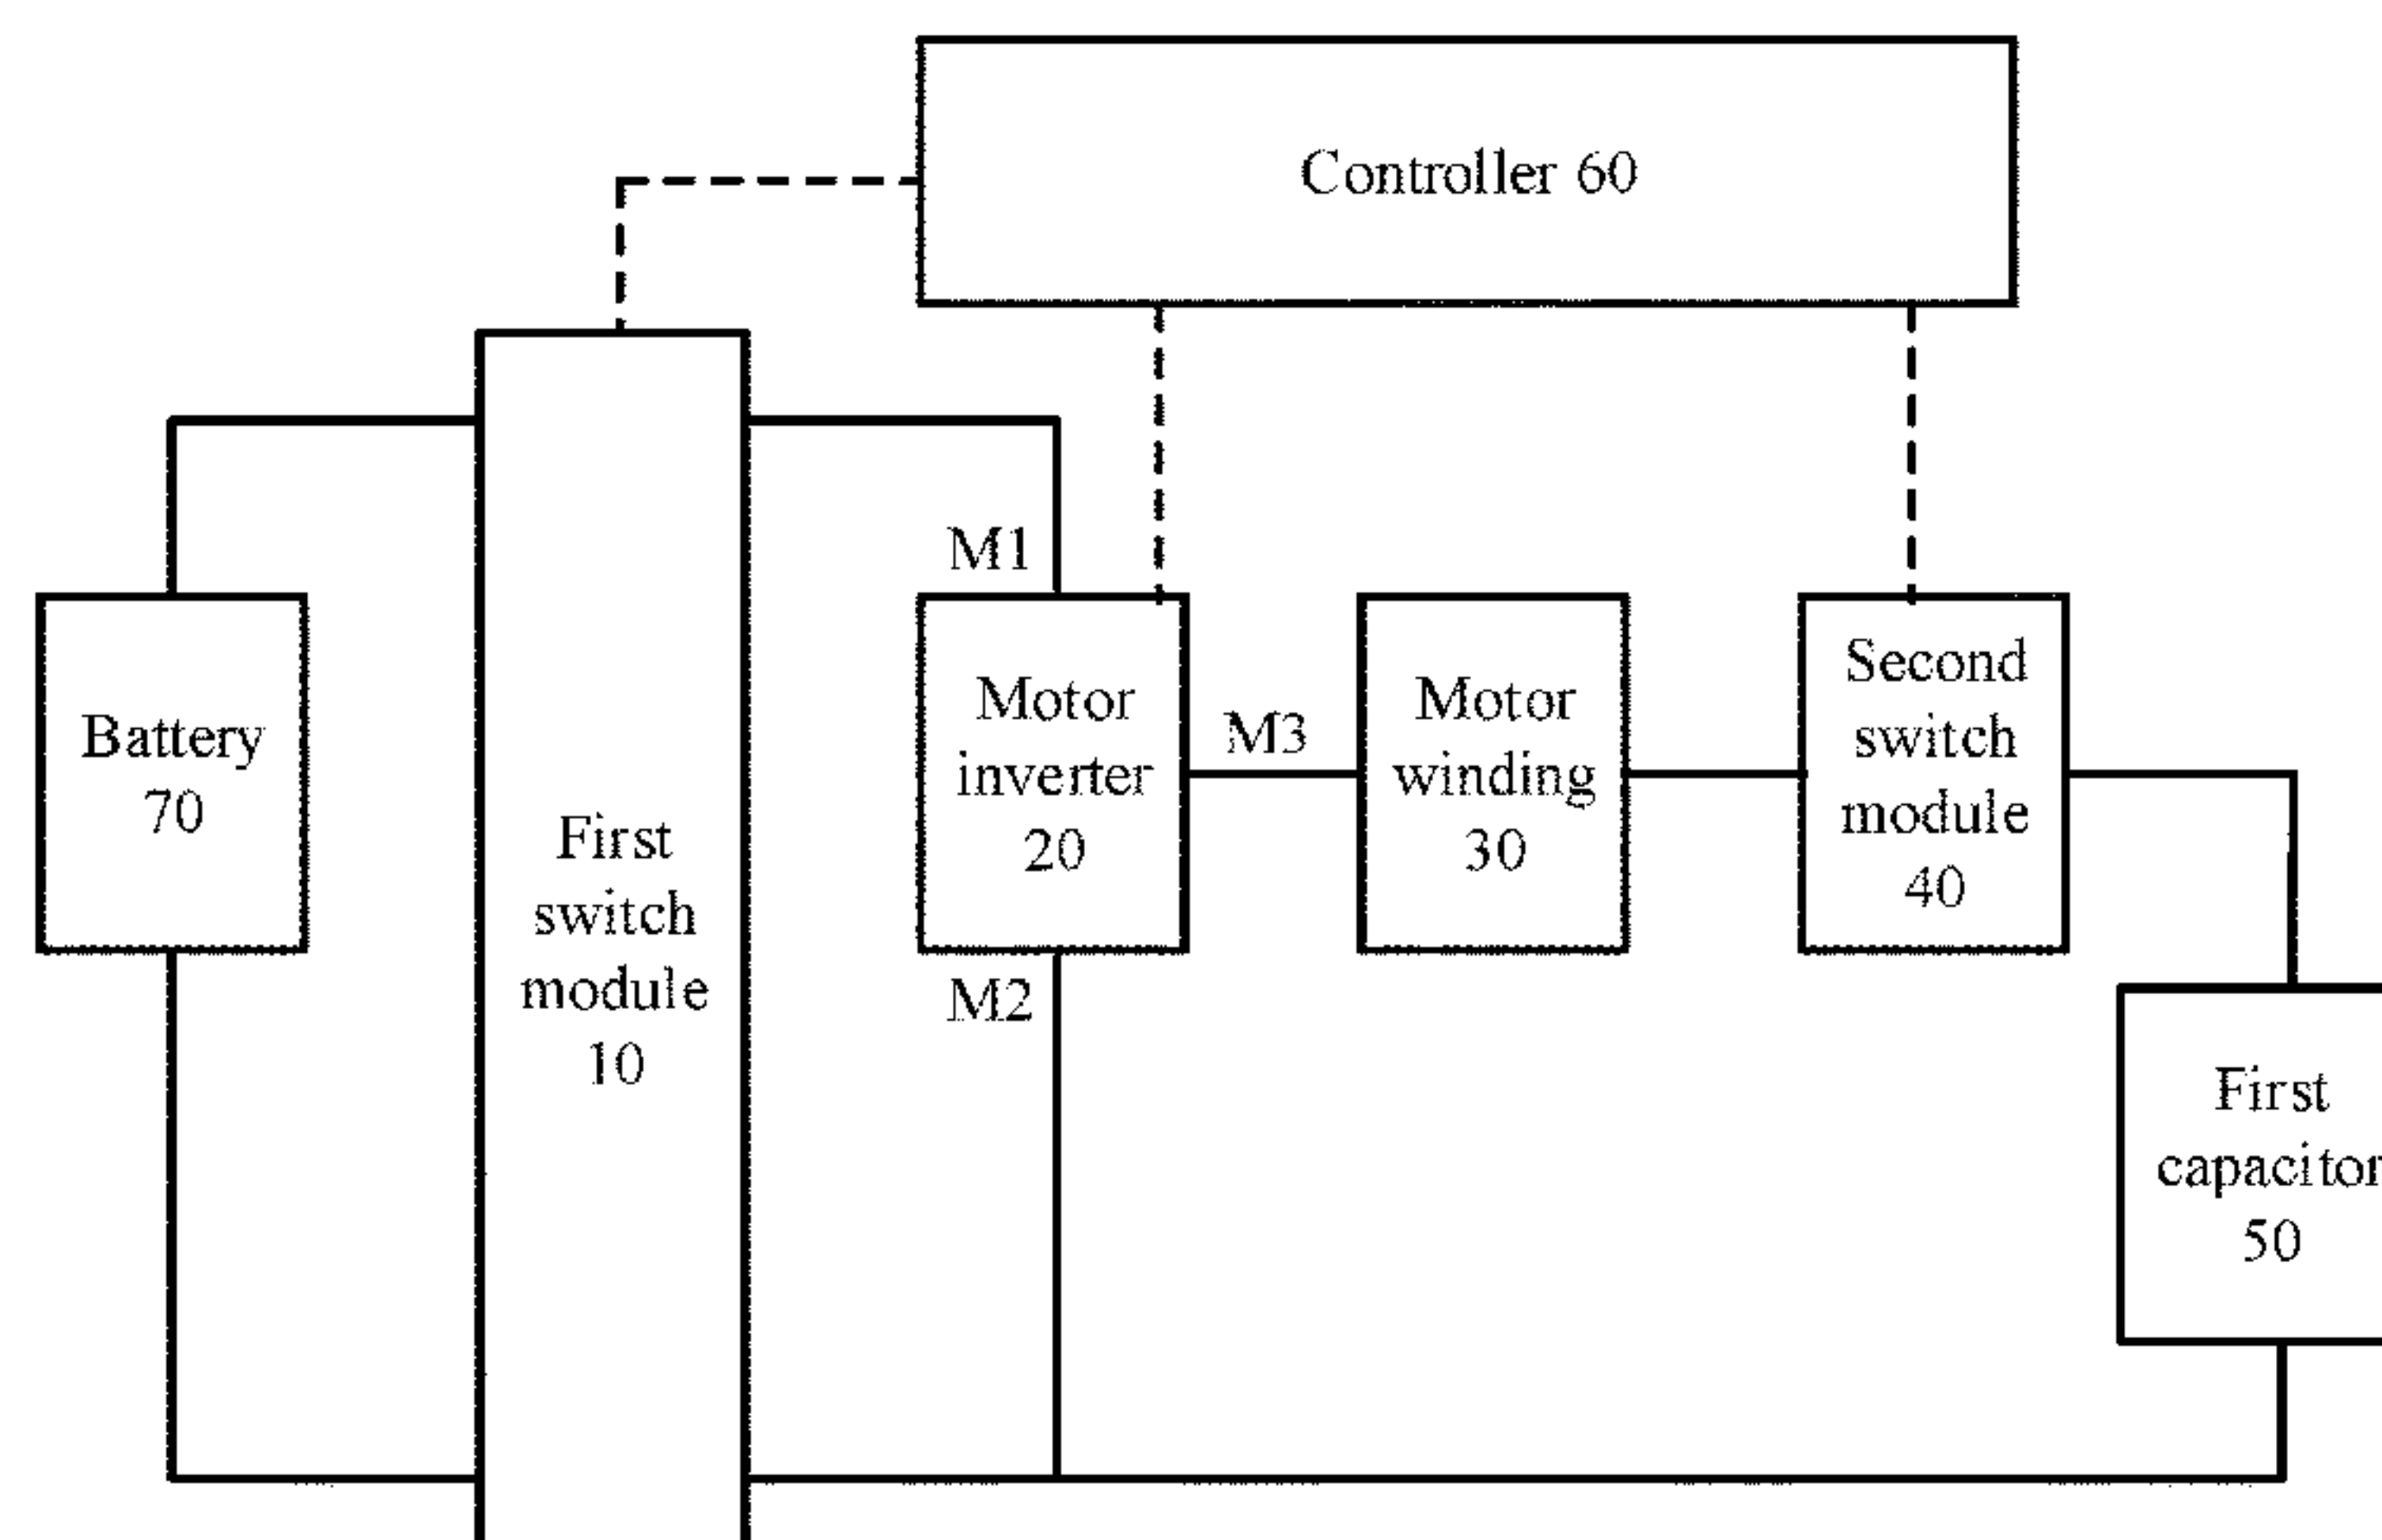 Controller 60
M1
Battery
70
First
switch
module
10
Motor
inverter
20
M2
M3
Motor
winding
30
Second
switch
module
40
First
capacitor
50